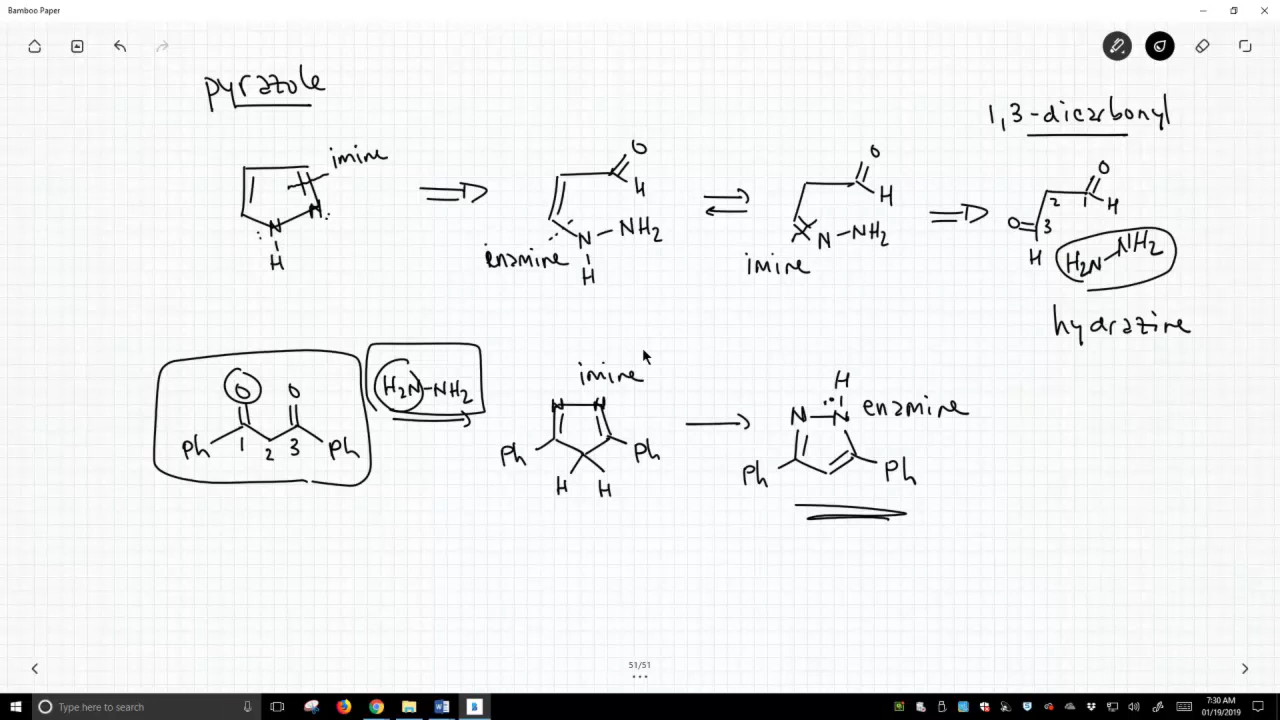 Bamboo Paper
pyrazole
1,3-dicarbonyl
imine
N:
:N
H
O
H
enamine
N-NH2
H
O
H
imine
N-NH2
O
1
H
2
O=
3
H
H2N-NH2
hydrazine
O
O
Ph
1
2
3
Ph
H2N-NH2
imine
N
N
Ph
Ph
H
H
H
N-N
enamine
Ph
Ph
51/51
Type here to search
7:30 AM
01/19/2019